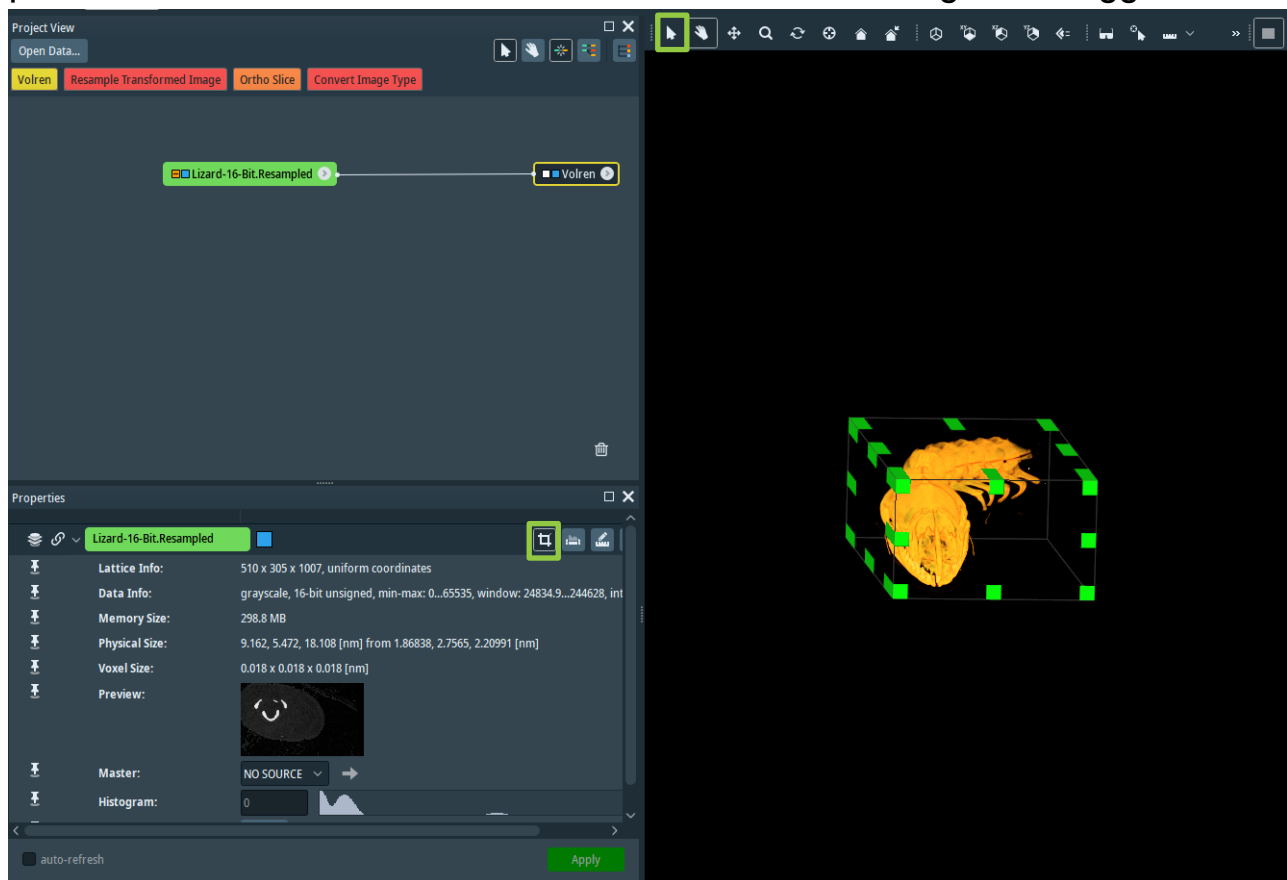 Project View
Open Data...
Volren Resample Transformed Image Ortho Slice Convert Image Type
Lizard-16-Bit.Resampled
Volren
Properties
Lizard-16-Bit.Resampled
Lattice Info: 510 x 305 x 1007, uniform coordinates
Data Info: grayscale, 16-bit unsigned, min-max: 0...65535, window: 24834.9...244628, int
Memory Size: 298.8 MB
Physical Size: 9.162, 5.472, 18.108 [nm] from 1.86838, 2.7565, 2.20991 [nm]
Voxel Size: 0.018 x 0.018 x 0.018 [nm]
Preview:
Master: NO SOURCE
Histogram: 0
auto-refresh Apply